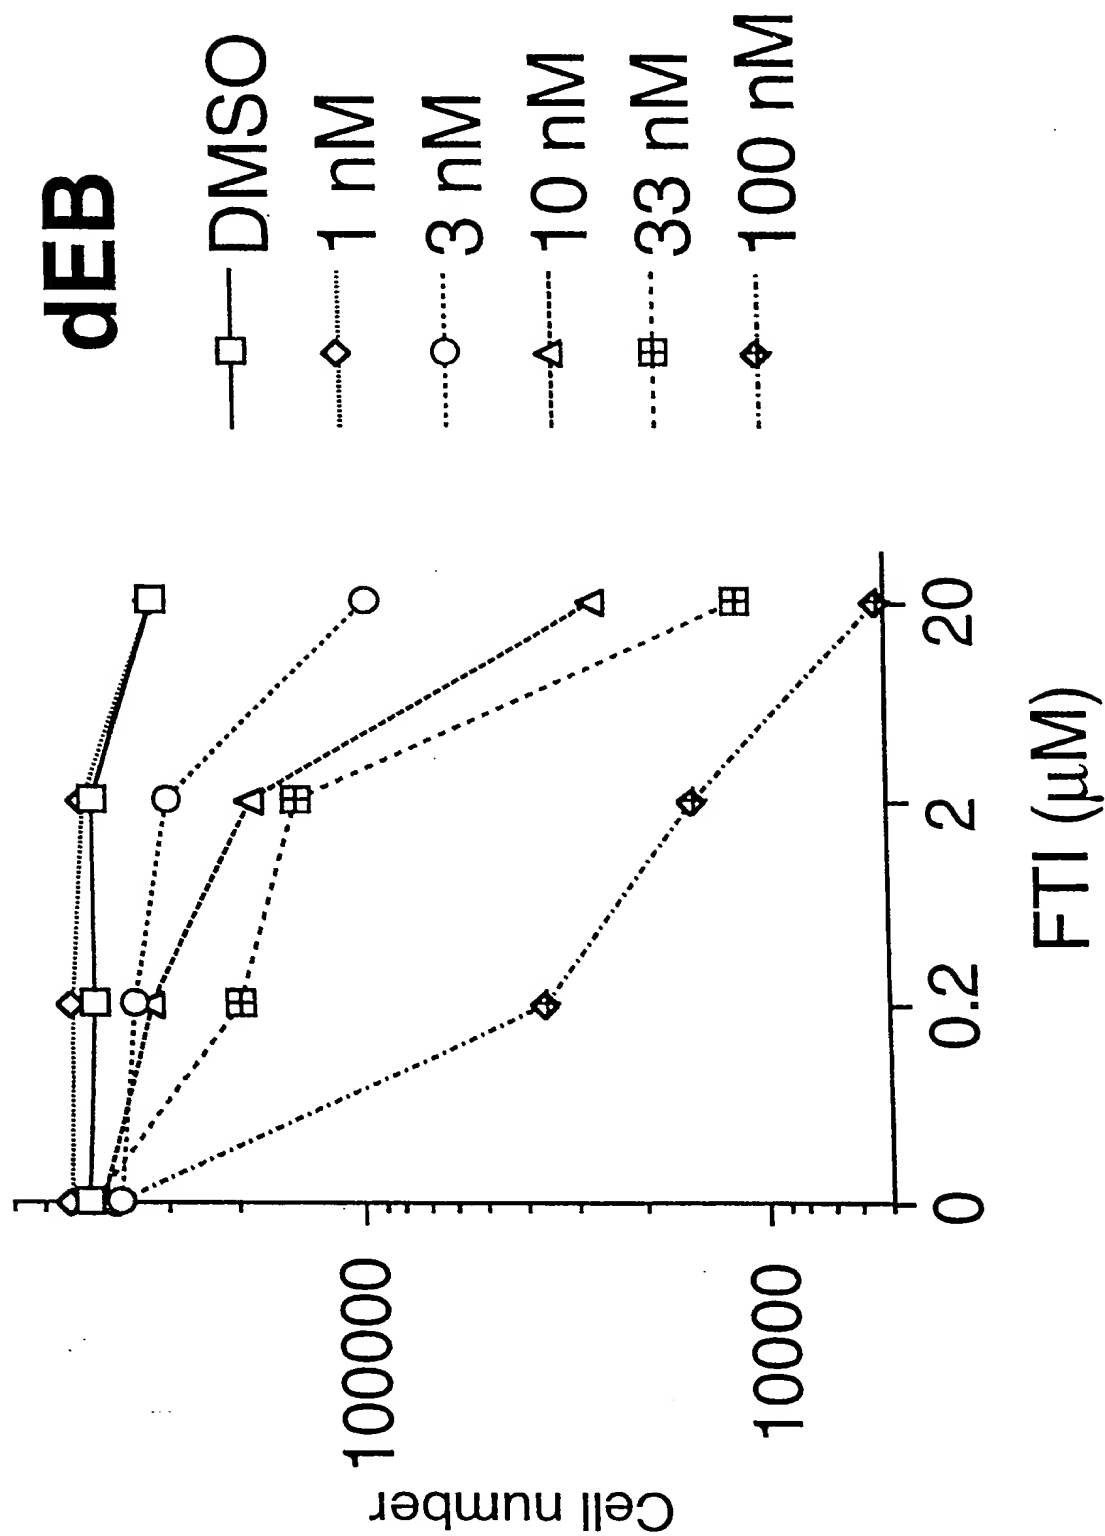 dEB
DMSO
1 nM
3 nM
10 nM
33 nM
100 nM
Cell number
100000
10000
0
0.2
2
20
FTI (μM)